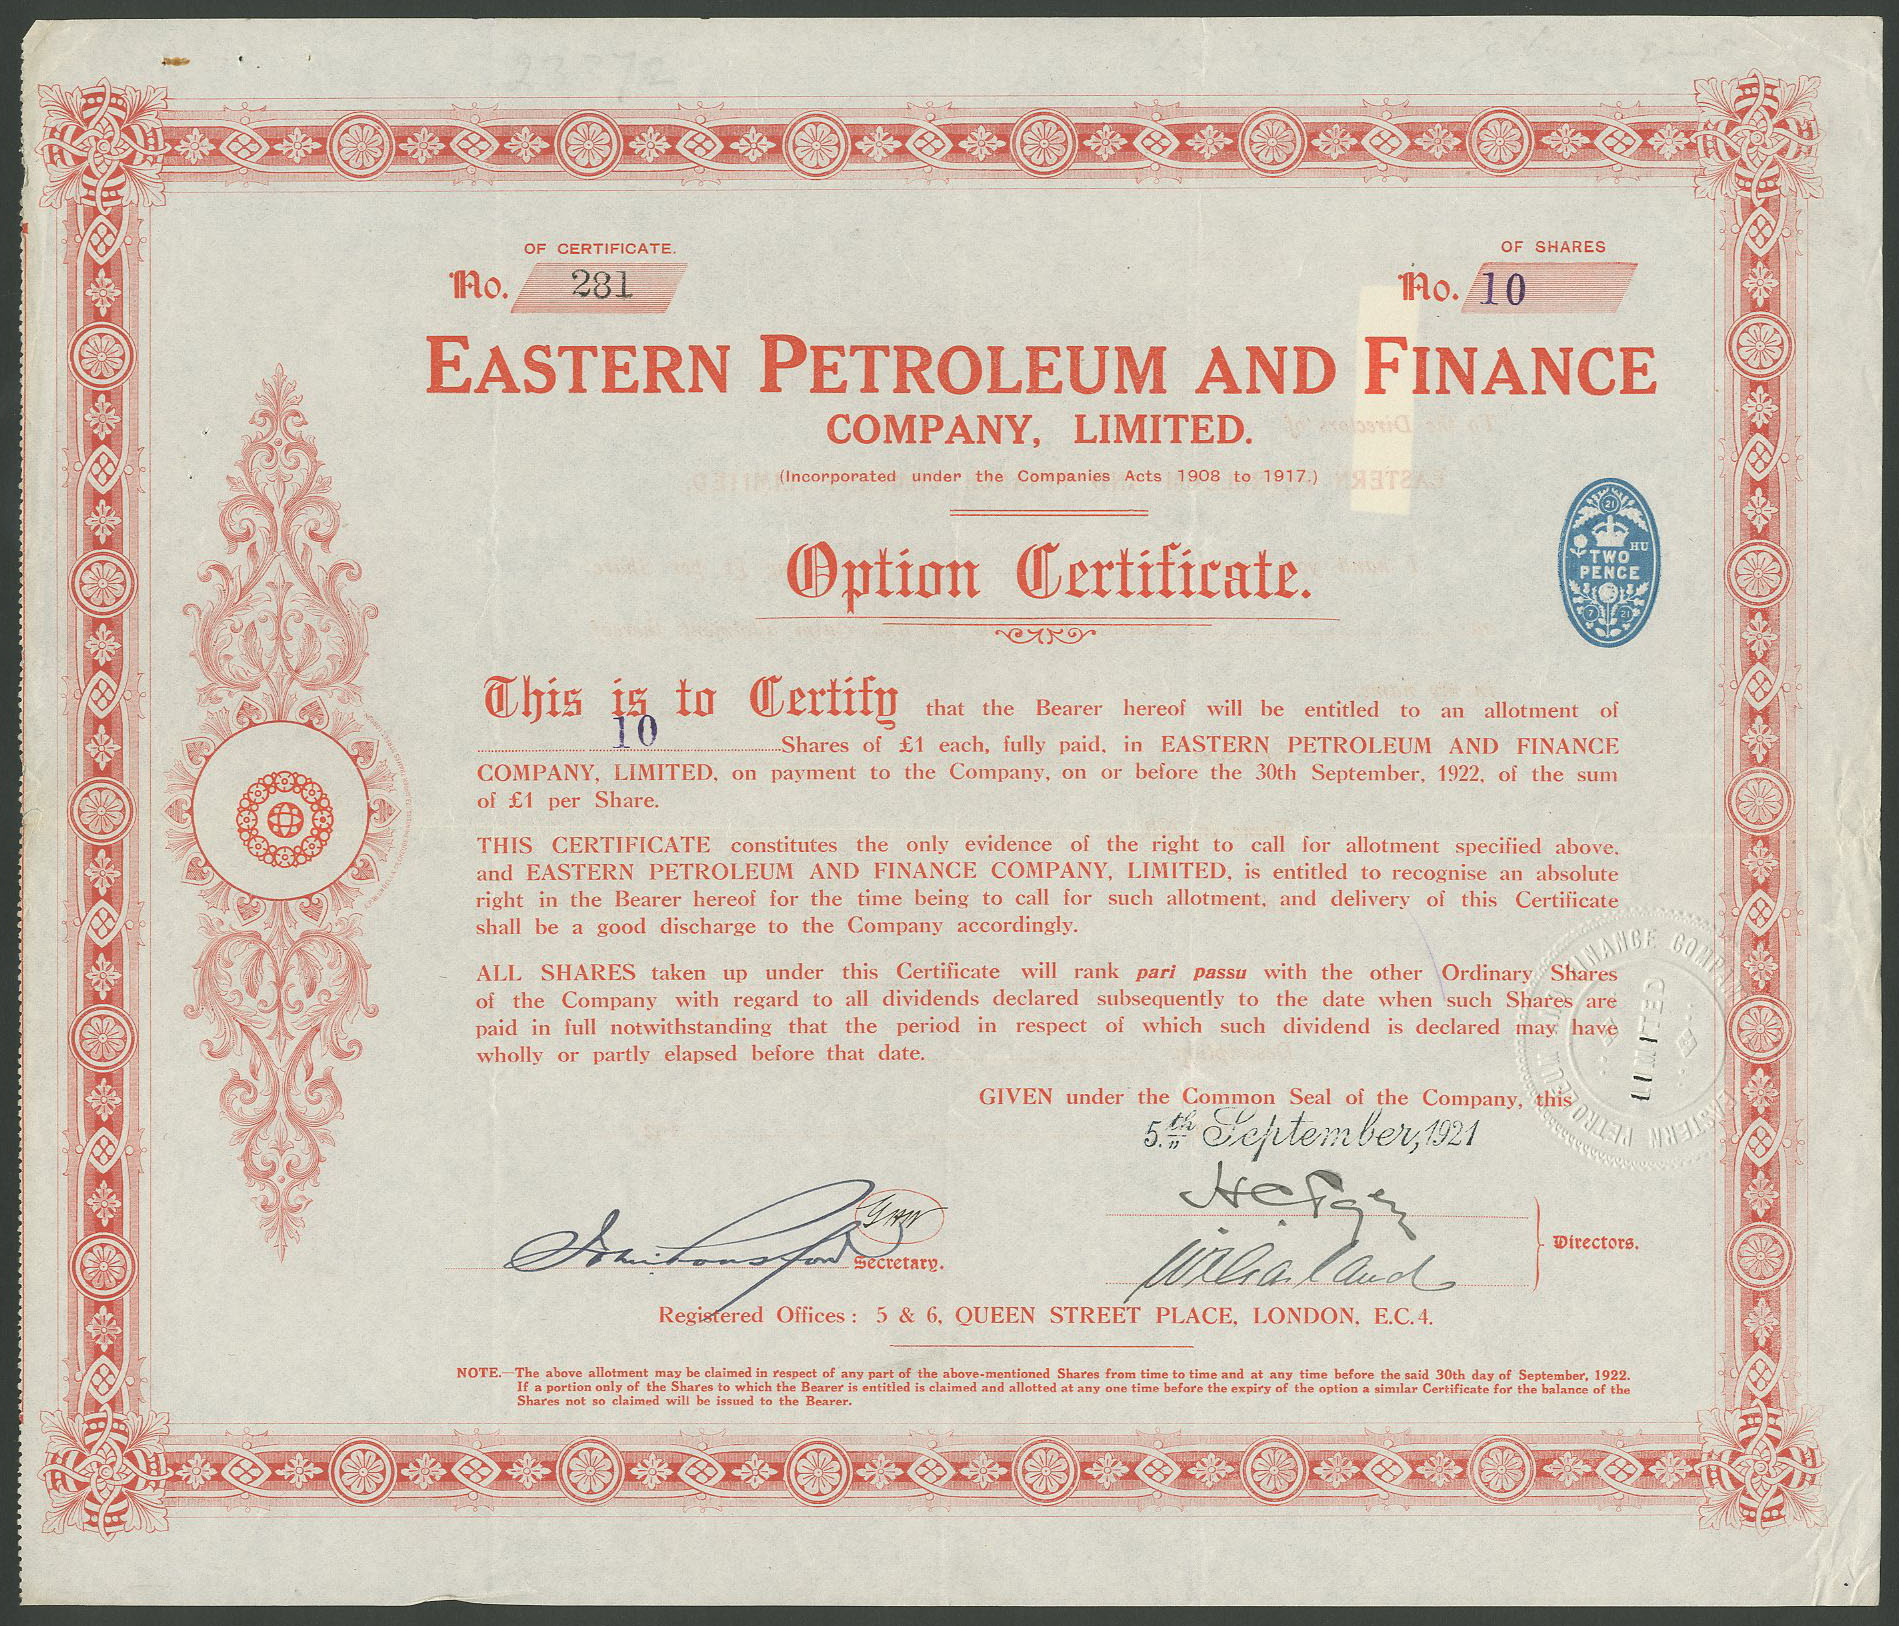 OF CERTIFICATE.
No. 281
OF SHARES
No. 10
EASTERN PETROLEUM AND FINANCE
COMPANY, LIMITED.
(Incorporated under the Companies Acts 1908 to 1917.)
Option Certificate.
21
HU
TWO
PENCE
7 21
This is to Certify that the Bearer hereof will be entitled to an allotment of
10 Shares of £1 each, fully paid, in EASTERN PETROLEUM AND FINANCE
COMPANY, LIMITED, on payment to the Company, on or before the 30th September, 1922, of the sum
of £1 per Share.
THIS CERTIFICATE constitutes the only evidence of the right to call for allotment specified above,
and EASTERN PETROLEUM AND FINANCE COMPANY, LIMITED, is entitled to recognise an absolute
right in the Bearer hereof for the time being to call for such allotment, and delivery of this Certificate
shall be a good discharge to the Company accordingly.
ALL SHARES taken up under this Certificate will rank pari passu with the other Ordinary Shares
of the Company with regard to all dividends declared subsequently to the date when such Shares are
paid in full notwithstanding that the period in respect of which such dividend is declared may have
wholly or partly elapsed before that date.
GIVEN under the Common Seal of the Company, this
5th September, 1921
EASTERN PETROLEUM AND FINANCE COMPANY
LIMITED
Secretary.
Directors.
Registered Offices: 5 & 6, QUEEN STREET PLACE, LONDON, E.C.4.
NOTE.—The above allotment may be claimed in respect of any part of the above-mentioned Shares from time to time and at any time before the said 30th day of September, 1922.
If a portion only of the Shares to which the Bearer is entitled is claimed and allotted at any one time before the expiry of the option a similar Certificate for the balance of the
Shares not so claimed will be issued to the Bearer.